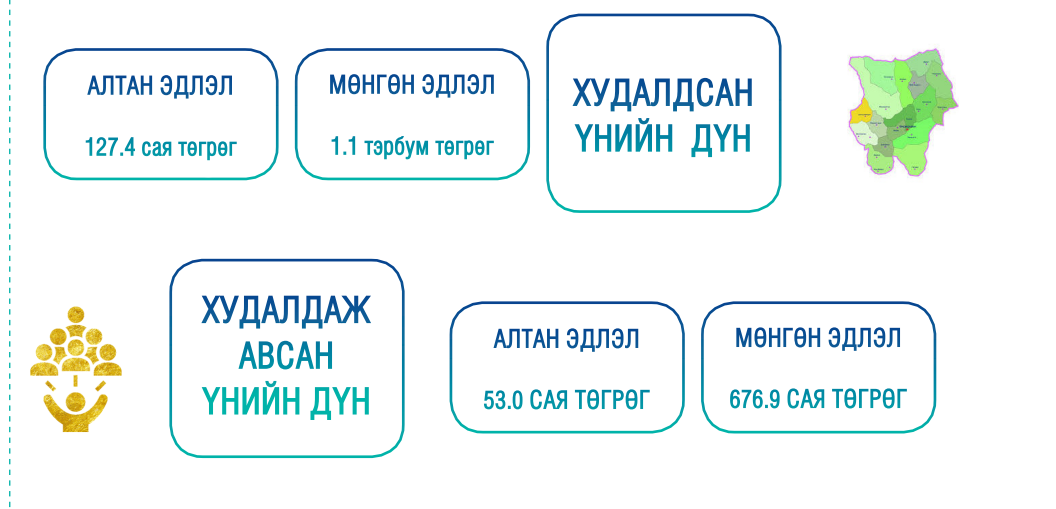 АЛТАН ЭДЛЭЛ
127.4 сая төгрөг
МӨНГӨН ЭДЛЭЛ
1.1 тэрбум төгрөг
ХУДАЛДСАН
ҮНИЙН ДҮН
ХУДАЛДАЖ
АВСАН
ҮНИЙН ДҮН
АЛТАН ЭДЛЭЛ
53.0 САЯ ТӨГРӨГ
МӨНГӨН ЭДЛЭЛ
676.9 САЯ ТӨГРӨГ